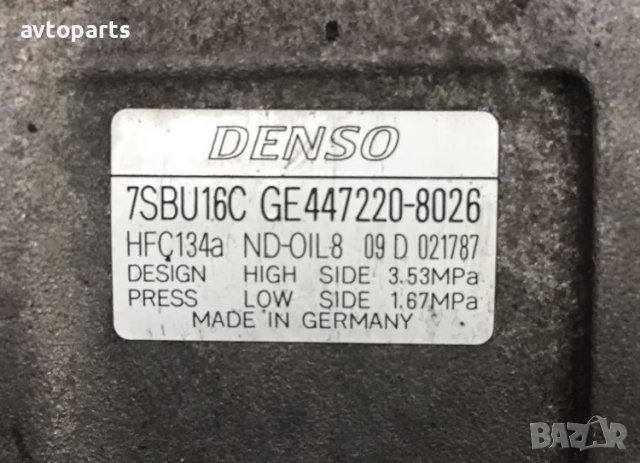 avtoparts
DENSO
7SBU16C GE447220-8026
HFC134a ND-OIL8 09 D 021787
DESIGN HIGH SIDE 3.53MPa
PRESS LOW SIDE 1.67MPa
MADE IN GERMANY
BAZAR